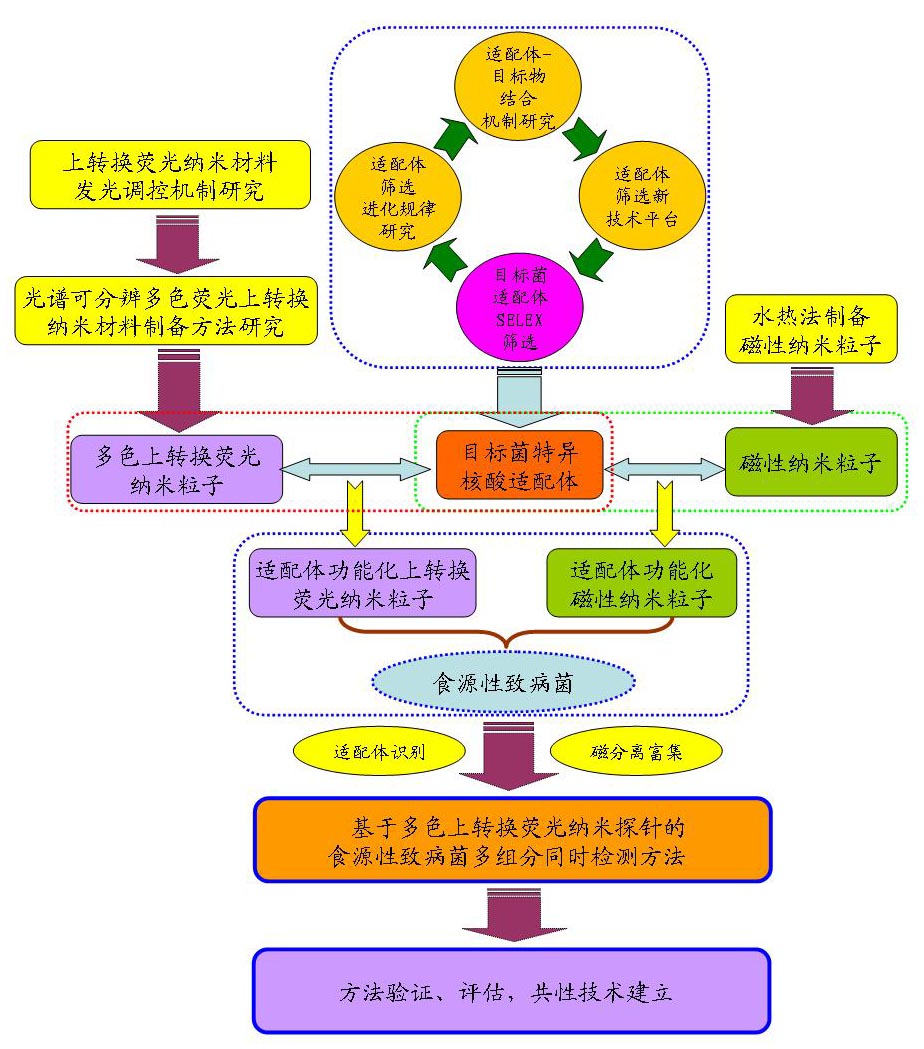 适配体-
目标物
结合
机制研究
上转换荧光纳米材料
发光调控机制研究
适配体
筛选
进化规律
研究
适配体
筛选新
技术平台
光谱可分辨多色荧光上转换
纳米材料制备方法研究
目标菌
适配体
SELEX
筛选
水热法制备
磁性纳米粒子
多色上转换荧光
纳米粒子
目标菌特异
核酸适配体
磁性纳米粒子
适配体功能化上转换
荧光纳米粒子
适配体功能化
磁性纳米粒子
食源性致病菌
适配体识别
磁分离富集
基于多色上转换荧光纳米探针的
食源性致病菌多组分同时检测方法
方法验证、评估，共性技术建立